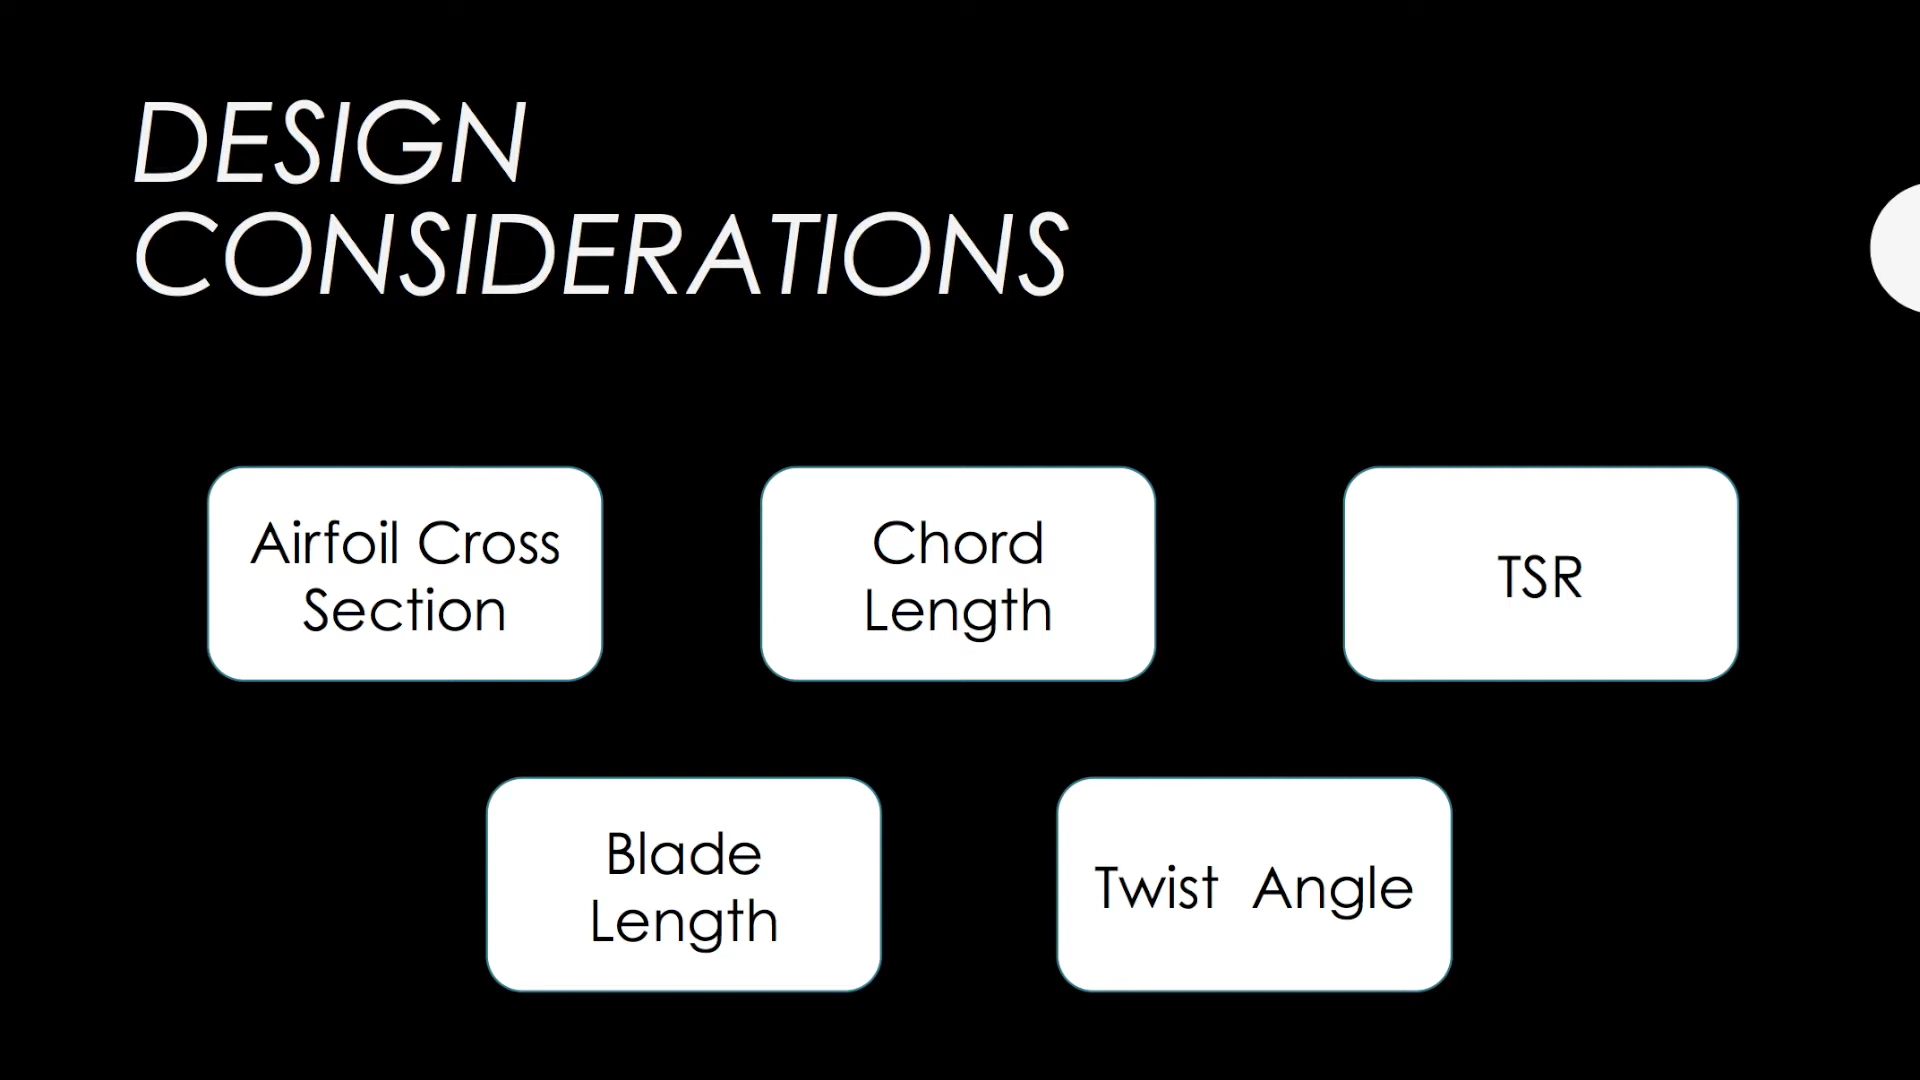 DESIGN
CONSIDERATIONS
Airfoil Cross
Section
Chord
Length
TSR
Blade
Length
Twist  Angle